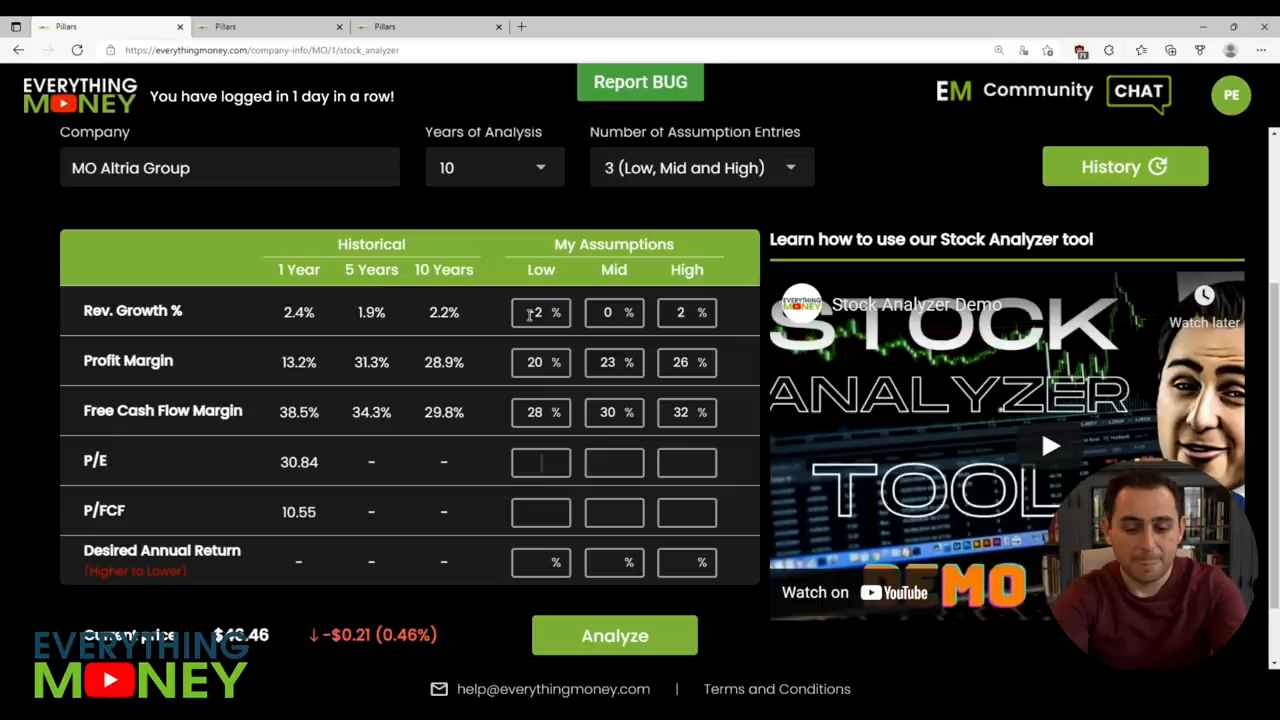 Pillars
Pillars
Pillars
https://everythingmoney.com/company-info/MO/1/stock_analyzer
EVERYTHING
MONEY
You have logged in 1 day in a row!
Report BUG
EM Community
CHAT
PE
Company
Years of Analysis
Number of Assumption Entries
MO Altria Group
10
3 (Low, Mid and High)
History
Historical
My Assumptions
1 Year 5 Years 10 Years Low Mid High
Rev. Growth % 2.4% 1.9% 2.2% -2 % 0 % 2 %
Profit Margin 13.2% 31.3% 28.9% 20 % 23 % 26 %
Free Cash Flow Margin 38.5% 34.3% 29.8% 28 % 30 % 32 %
P/E 30.84 - -
P/FCF 10.55 - -
Desired Annual Return - - - % % %
(Higher to Lower)
Current price ↓ -$0.21 (0.46%)
Analyze
Learn how to use our Stock Analyzer tool
Stock Analyzer Demo
Watch later
STOCK
ANALYZER
TOOL
DEMO
Watch on YouTube
EVERYTHING
MONEY
help@everythingmoney.com | Terms and Conditions